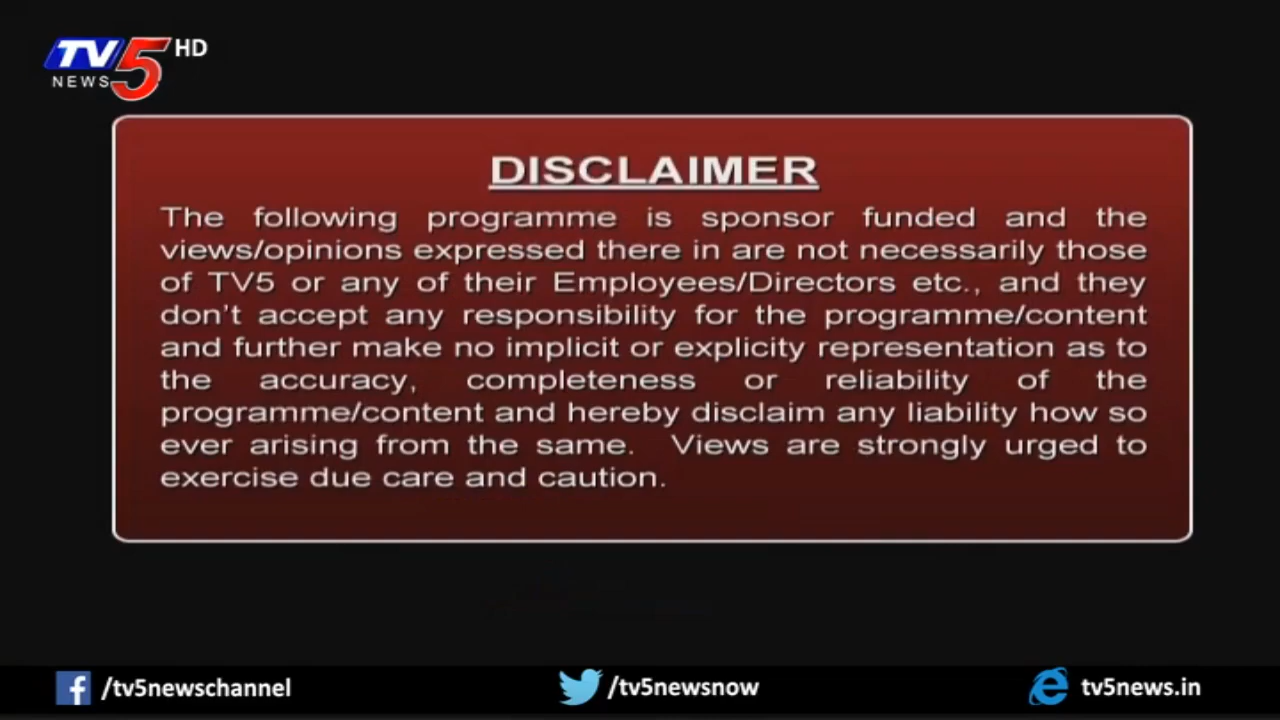 TV5 HD
NEWS
DISCLAIMER
The following programme is sponsor funded and the
views/opinions expressed there in are not necessarily those
of TV5 or any of their Employees/Directors etc., and they
don't accept any responsibility for the programme/content
and further make no implicit or explicity representation as to
the accuracy, completeness or reliability of the
programme/content and hereby disclaim any liability how so
ever arising from the same. Views are strongly urged to
exercise due care and caution.
/tv5newschannel
/tv5newsnow
tv5news.in